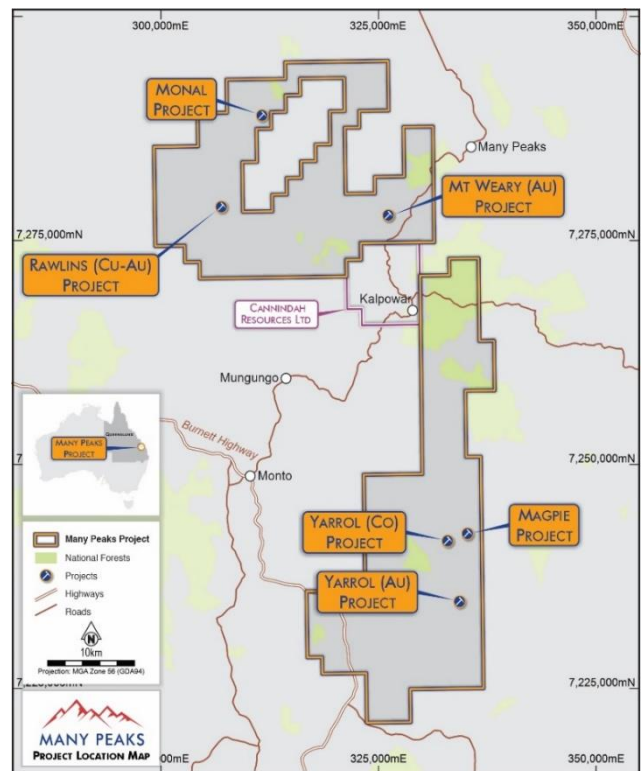 300,000mE
325,000mE
350,000mE
MONAL
PROJECT
Many Peaks
MT WEARY (AU)
PROJECT
7,275,000mN
7,275,000mN
RAWLINS (CU-AU)
PROJECT
CANNINDAH
RESOURCES LTD
Kalpowar
Mungungo
QUEENSLAND
MANY PEAKS
PROJECT
Burnett Highway
Monto
7,250,000mN
YARROL (CO)
PROJECT
MAGPIE
PROJECT
YARROL (AU)
PROJECT
Many Peaks Project
National Forests
Projects
Highways
Roads
N
10km
Projection: MGA Zone 56 (GDA94)
7,225,000mN
MANY PEAKS
PROJECT LOCATION MAP
325,000mE
350,000mE